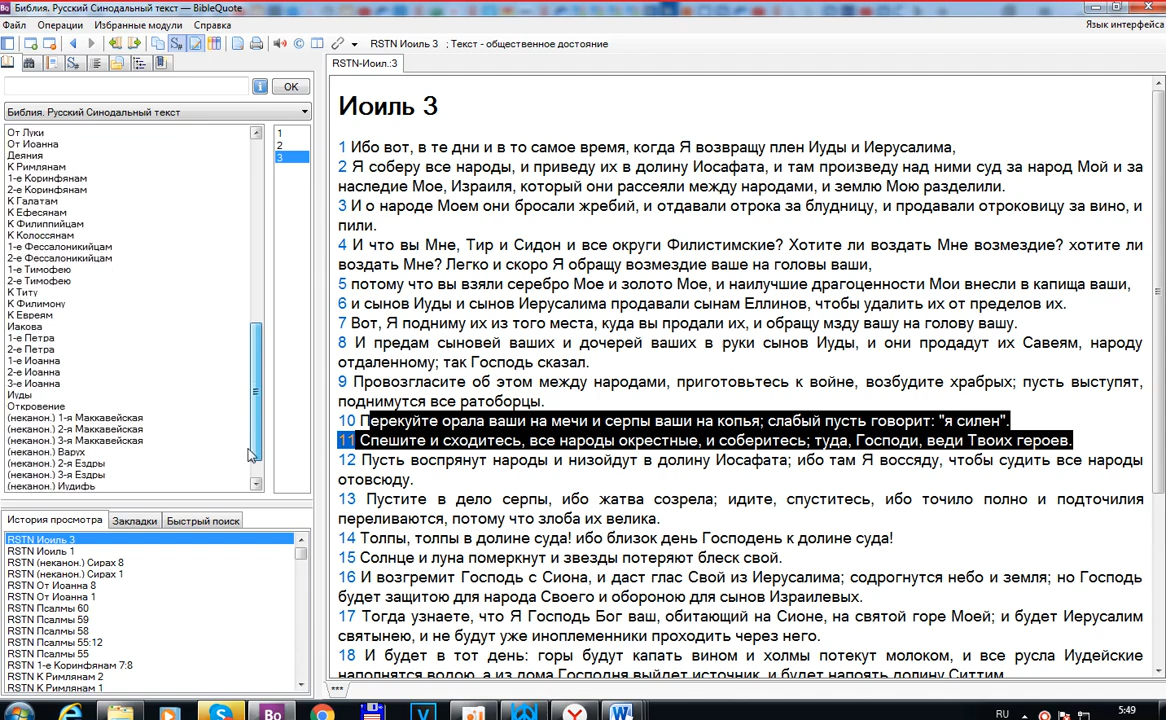 Библия. Русский Синодальный текст — BibleQuote
Файл Операции Избранные модули Справка
Язык интерфейса
RSTN Иоиль 3 ; Текст - общественное достояние
OK
Библия. Русский Синодальный текст
От Луки
От Иоанна
Деяния
К Римлянам
1-е Коринфянам
2-е Коринфянам
К Галатам
К Ефесянам
К Филиппийцам
К Колоссянам
1-е Фессалоникийцам
2-е Фессалоникийцам
1-е Тимофею
2-е Тимофею
К Титу
К Филимону
К Евреям
Иакова
1-е Петра
2-е Петра
1-е Иоанна
2-е Иоанна
3-е Иоанна
Иуды
Откровение
(неканон.) 1-я Маккавейская
(неканон.) 2-я Маккавейская
(неканон.) 3-я Маккавейская
(неканон.) Варух
(неканон.) 2-я Ездры
(неканон.) 3-я Ездры
(неканон.) Иудифь
1
2
3
История просмотра Закладки Быстрый поиск
RSTN Иоиль 3
RSTN Иоиль 1
RSTN (неканон.) Сирах 8
RSTN (неканон.) Сирах 1
RSTN От Иоанна 8
RSTN От Иоанна 1
RSTN Псалмы 60
RSTN Псалмы 59
RSTN Псалмы 58
RSTN Псалмы 55:12
RSTN Псалмы 55
RSTN 1-е Коринфянам 7:8
RSTN К Римлянам 2
RSTN К Римлянам 1
RSTN-Иоил.:3
Иоиль 3
1 Ибо вот, в те дни и в то самое время, когда Я возвращу плен Иуды и Иерусалима,
2 Я соберу все народы, и приведу их в долину Иосафата, и там произведу над ними суд за народ Мой и за
наследие Мое, Израиля, который они рассеяли между народами, и землю Мою разделили.
3 И о народе Моем они бросали жребий, и отдавали отрока за блудницу, и продавали отроковицу за вино, и
пили.
4 И что вы Мне, Тир и Сидон и все округи Филистимские? Хотите ли воздать Мне возмездие? хотите ли
воздать Мне? Легко и скоро Я обращу возмездие ваше на головы ваши,
5 потому что вы взяли серебро Мое и золото Мое, и наилучшие драгоценности Мои внесли в капища ваши,
6 и сынов Иуды и сынов Иерусалима продавали сынам Еллинов, чтобы удалить их от пределов их.
7 Вот, Я подниму их из того места, куда вы продали их, и обращу мзду вашу на голову вашу.
8 И предам сыновей ваших и дочерей ваших в руки сынов Иуды, и они продадут их Савеям, народу
отдаленному; так Господь сказал.
9 Провозгласите об этом между народами, приготовьтесь к войне, возбудите храбрых; пусть выступят,
поднимутся все ратоборцы.
10 Перекуйте орала ваши на мечи и серпы ваши на копья; слабый пусть говорит: "я силен".
11 Спешите и сходитесь, все народы окрестные, и соберитесь; туда, Господи, веди Твоих героев.
12 Пусть воспрянут народы и низойдут в долину Иосафата; ибо там Я воссяду, чтобы судить все народы
отовсюду.
13 Пустите в дело серпы, ибо жатва созрела; идите, спуститесь, ибо точило полно и подточилия
переливаются, потому что злоба их велика.
14 Толпы, толпы в долине суда! ибо близок день Господень к долине суда!
15 Солнце и луна померкнут и звезды потеряют блеск свой.
16 И возгремит Господь с Сиона, и даст глас Свой из Иерусалима; содрогнутся небо и земля; но Господь
будет защитою для народа Своего и обороною для сынов Израилевых.
17 Тогда узнаете, что Я Господь Бог ваш, обитающий на Сионе, на святой горе Моей; и будет Иерусалим
святынею, и не будут уже иноплеменники проходить через него.
18 И будет в тот день: горы будут капать вином и холмы потекут молоком, и все русла Иудейские
наполнятся водою, а из дома Господня выйдет источник, и будет напоять долину Ситтим.
***
RU
5:49